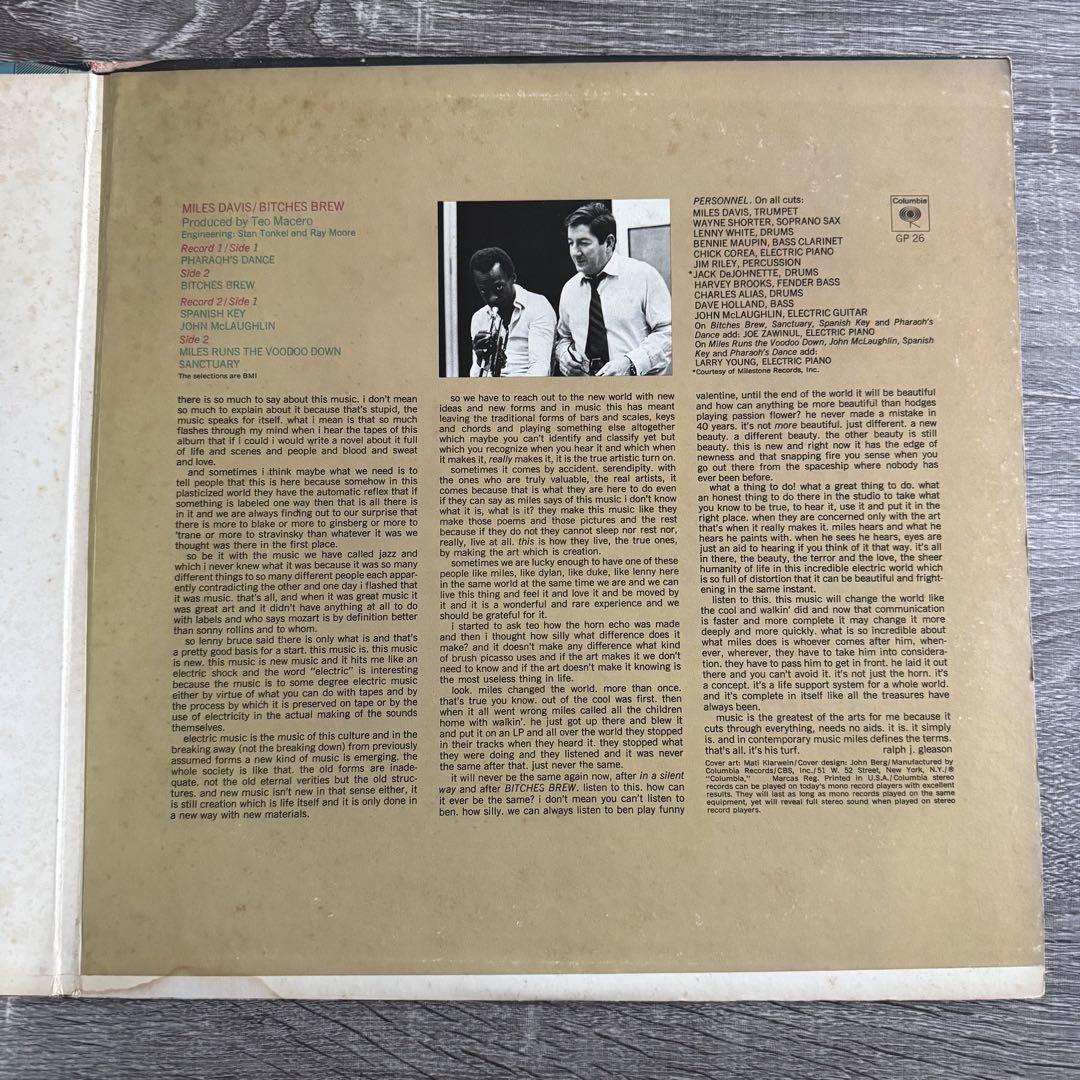 MILES DAVIS/BITCHES BREW
Produced by Teo Macero
Engineering: Stan Tonkel and Ray Moore
Record 1/Side 1
PHARAOH'S DANCE
Side 2
BITCHES BREW
Record 2/Side 1
SPANISH KEY
JOHN McLAUGHLIN
Side 2
MILES RUNS THE VOODOO DOWN
SANCTUARY
The selections are BMI
PERSONNEL. On all cuts:
MILES DAVIS, TRUMPET
WAYNE SHORTER, SOPRANO SAX
LENNY WHITE, DRUMS
BENNIE MAUPIN, BASS CLARINET
CHICK COREA, ELECTRIC PIANO
JIM RILEY, PERCUSSION
*JACK DeJOHNETTE, DRUMS
HARVEY BROOKS, FENDER BASS
CHARLES ALIAS, DRUMS
DAVE HOLLAND, BASS
JOHN McLAUGHLIN, ELECTRIC GUITAR
On Bitches Brew, Sanctuary, Spanish Key and Pharaoh's
Dance add: JOE ZAWINUL, ELECTRIC PIANO
On Miles Runs the Voodoo Down, John McLaughlin, Spanish
Key and Pharaoh's Dance add:
LARRY YOUNG, ELECTRIC PIANO
*Courtesy of Milestone Records, Inc.
Columbia
GP 26
there is so much to say about this music. i don't mean
so much to explain about it because that's stupid, the
music speaks for itself. what i mean is that so much
flashes through my mind when i hear the tapes of this
album that if i could i would write a novel about it full
of life and scenes and people and blood and sweat
and love.
and sometimes i think maybe what we need is to
tell people that this is here because somehow in this
plasticized world they have the automatic reflex that if
something is labeled one way then that is all there is
in it and we are always finding out to our surprise that
there is more to blake or more to ginsberg or more to
'trane or more to stravinsky than whatever it was we
thought was there in the first place.
so be it with the music we have called jazz and
which i never knew what it was because it was so many
different things to so many different people each appar-
ently contradicting the other and one day i flashed that
it was music. that's all, and when it was great music it
was great art and it didn't have anything at all to do
with labels and who says mozart is by definition better
than sonny rollins and to whom.
so lenny bruce said there is only what is and that's
a pretty good basis for a start. this music is. this music
is new. this music is new music and it hits me like an
electric shock and the word "electric" is interesting
because the music is to some degree electric music
either by virtue of what you can do with tapes and by
the process by which it is preserved on tape or by the
use of electricity in the actual making of the sounds
themselves.
electric music is the music of this culture and in the
breaking away (not the breaking down) from previously
assumed forms a new kind of music is emerging. the
whole society is like that. the old forms are inade-
quate. not the old eternal verities but the old struc-
tures. and new music isn't new in that sense either, it
is still creation which is life itself and it is only done in
a new way with new materials.
so we have to reach out to the new world with new
ideas and new forms and in music this has meant
leaving the traditional forms of bars and scales, keys
and chords and playing something else altogether
which maybe you can't identify and classify yet but
which you recognize when you hear it and which when
it makes it, really makes it, it is the true artistic turn on.
sometimes it comes by accident. serendipity. with
the ones who are truly valuable, the real artists, it
comes because that is what they are here to do even
if they can say as miles says of this music i don't know
what it is, what is it? they make this music like they
make those poems and those pictures and the rest
because if they do not they cannot sleep nor rest nor,
really, live at all. this is how they live, the true ones,
by making the art which is creation.
sometimes we are lucky enough to have one of these
people like miles, like dylan, like duke, like lenny here
in the same world at the same time we are and we can
live this thing and feel it and love it and be moved by
it and it is a wonderful and rare experience and we
should be grateful for it.
i started to ask teo how the horn echo was made
and then i thought how silly what difference does it
make? and it doesn't make any difference what kind
of brush picasso uses and if the art makes it we don't
need to know and if the art doesn't make it knowing is
the most useless thing in life.
look. miles changed the world. more than once.
that's true you know. out of the cool was first. then
when it all went wrong miles called all the children
home with walkin'. he just got up there and blew it
and put it on an LP and all over the world they stopped
in their tracks when they heard it. they stopped what
they were doing and they listened and it was never
the same after that. just never the same.
it will never be the same again now, after in a silent
way and after BITCHES BREW. listen to this. how can
it ever be the same? i don't mean you can't listen to
ben. how silly. we can always listen to ben play funny
valentine, until the end of the world it will be beautiful
and how can anything be more beautiful than hodges
playing passion flower? he never made a mistake in
40 years. it's not more beautiful. just different. a new
beauty. a different beauty. the other beauty is still
beauty. this is new and right now it has the edge of
newness and that snapping fire you sense when you
go out there from the spaceship where nobody has
ever been before.
what a thing to do! what a great thing to do. what
an honest thing to do there in the studio to take what
you know to be true, to hear it, use it and put it in the
right place. when they are concerned only with the art
that's when it really makes it. miles hears and what he
hears he paints with. when he sees he hears, eyes are
just an aid to hearing if you think of it that way. it's all
in there, the beauty, the terror and the love, the sheer
humanity of life in this incredible electric world which
is so full of distortion that it can be beautiful and fright-
ening in the same instant.
listen to this. this music will change the world like
the cool and walkin' did and now that communication
is faster and more complete it may change it more
deeply and more quickly. what is so incredible about
what miles does is whoever comes after him, when-
ever, wherever, they have to take him into considera-
tion. they have to pass him to get in front. he laid it out
there and you can't avoid it. it's not just the horn. it's
a concept. it's a life support system for a whole world.
and it's complete in itself like all the treasures have
always been.
music is the greatest of the arts for me because it
cuts through everything, needs no aids. it is. it simply
is. and in contemporary music miles defines the terms.
that's all. it's his turf. ralph j. gleason
Cover art: Mati Klarwein/Cover design: John Berg/Manufactured by
Columbia Records/CBS, Inc./51 W. 52 Street, New York, N.Y./®
"Columbia," Marcas Reg. Printed in U.S.A./Columbia stereo
records can be played on today's mono record players with excellent
results. They will last as long as mono records played on the same
equipment, yet will reveal full stereo sound when played on stereo
record players.